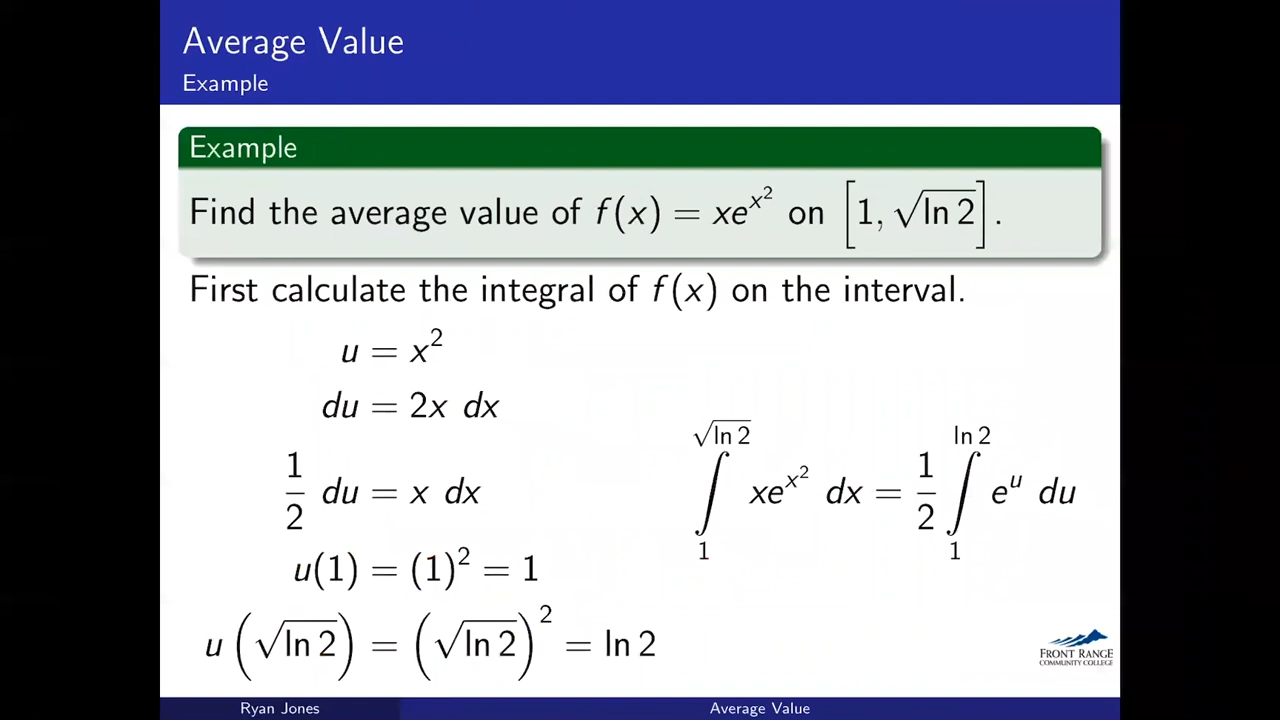 Average Value
Example
Example
Find the average value of f(x) = xe^{x^2} on [1, √ln 2].
First calculate the integral of f(x) on the interval.
u = x^2
du = 2x dx
1/2 du = x dx
u(1) = (1)^2 = 1
u(√ln 2) = (√ln 2)^2 = ln 2
∫_1^{√ln 2} xe^{x^2} dx = 1/2 ∫_1^{ln 2} e^u du
FRONT RANGE
COMMUNITY COLLEGE
Ryan Jones
Average Value